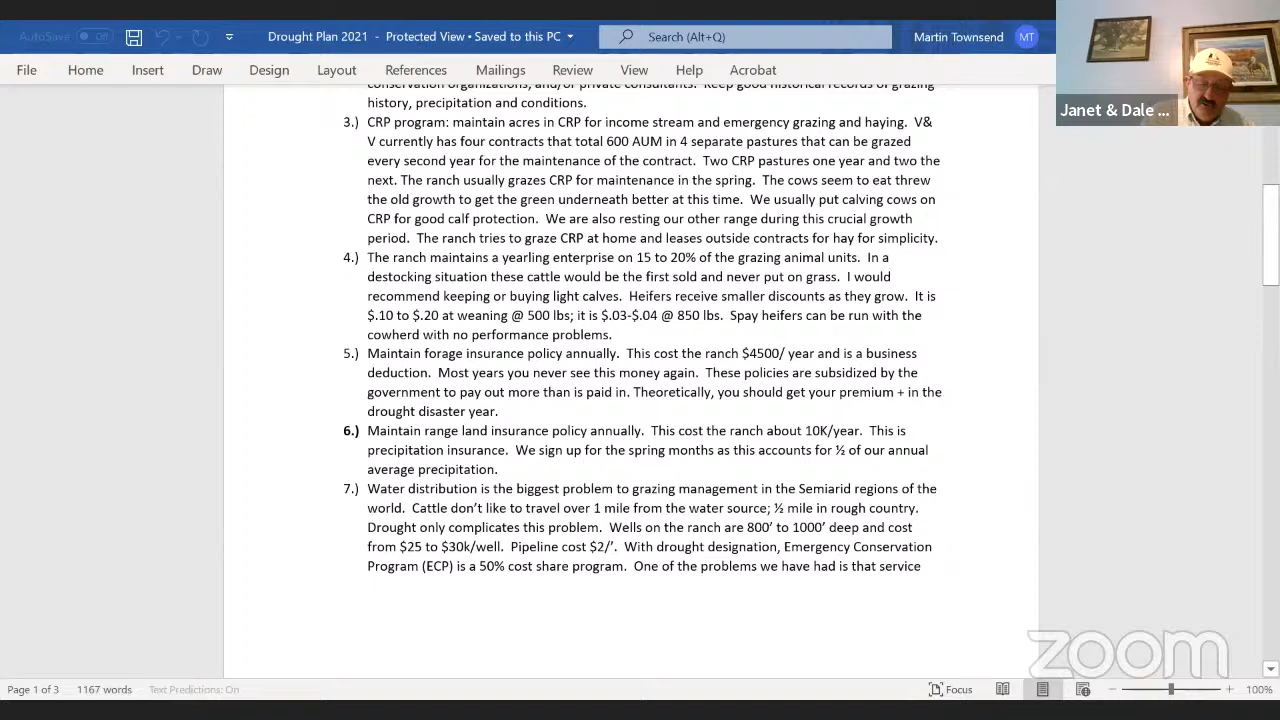 AutoSave Off
Drought Plan 2021 - Protected View • Saved to this PC
Search (Alt+Q)
Martin Townsend MT
File Home Insert Draw Design Layout References Mailings Review View Help Acrobat
Janet & Dale ...
conservation organizations, and/or private consultants. Keep good historical records of grazing
history, precipitation and conditions.
3.) CRP program: maintain acres in CRP for income stream and emergency grazing and haying. V&
V currently has four contracts that total 600 AUM in 4 separate pastures that can be grazed
every second year for the maintenance of the contract. Two CRP pastures one year and two the
next. The ranch usually grazes CRP for maintenance in the spring. The cows seem to eat threw
the old growth to get the green underneath better at this time. We usually put calving cows on
CRP for good calf protection. We are also resting our other range during this crucial growth
period. The ranch tries to graze CRP at home and leases outside contracts for hay for simplicity.
4.) The ranch maintains a yearling enterprise on 15 to 20% of the grazing animal units. In a
destocking situation these cattle would be the first sold and never put on grass. I would
recommend keeping or buying light calves. Heifers receive smaller discounts as they grow. It is
$.10 to $.20 at weaning @ 500 lbs; it is $.03-$.04 @ 850 lbs. Spay heifers can be run with the
cowherd with no performance problems.
5.) Maintain forage insurance policy annually. This cost the ranch $4500/ year and is a business
deduction. Most years you never see this money again. These policies are subsidized by the
government to pay out more than is paid in. Theoretically, you should get your premium + in the
drought disaster year.
6.) Maintain range land insurance policy annually. This cost the ranch about 10K/year. This is
precipitation insurance. We sign up for the spring months as this accounts for ½ of our annual
average precipitation.
7.) Water distribution is the biggest problem to grazing management in the Semiarid regions of the
world. Cattle don't like to travel over 1 mile from the water source; ½ mile in rough country.
Drought only complicates this problem. Wells on the ranch are 800' to 1000' deep and cost
from $25 to $30k/well. Pipeline cost $2/'. With drought designation, Emergency Conservation
Program (ECP) is a 50% cost share program. One of the problems we have had is that service
zoom
Page 1 of 3 1167 words Text Predictions: On Focus 100%